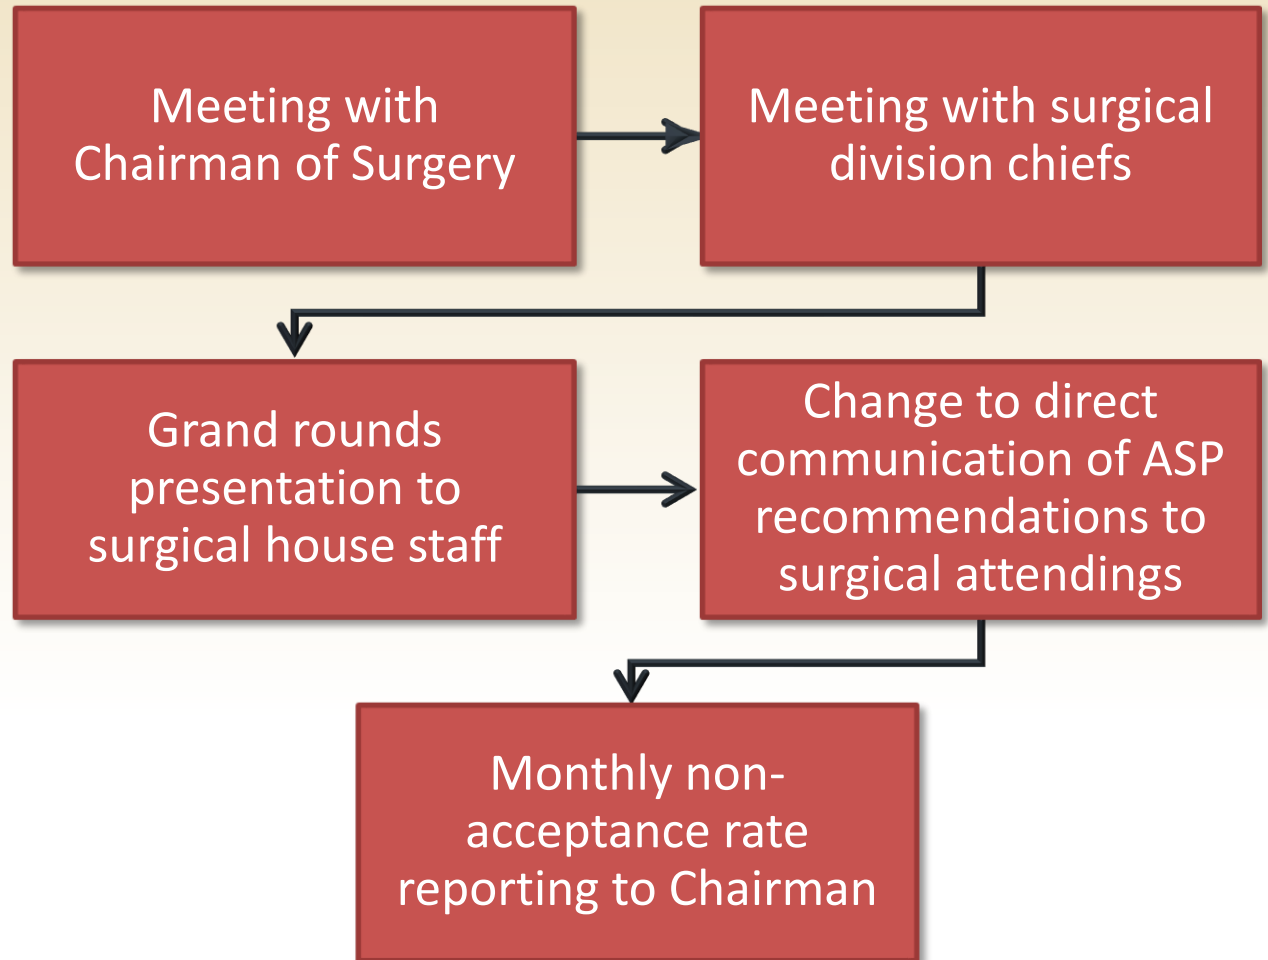 Meeting with
Chairman of Surgery
Meeting with surgical
division chiefs
Grand rounds
presentation to
surgical house staff
Change to direct
communication of ASP
recommendations to
surgical attendings
Monthly non-
acceptance rate
reporting to Chairman